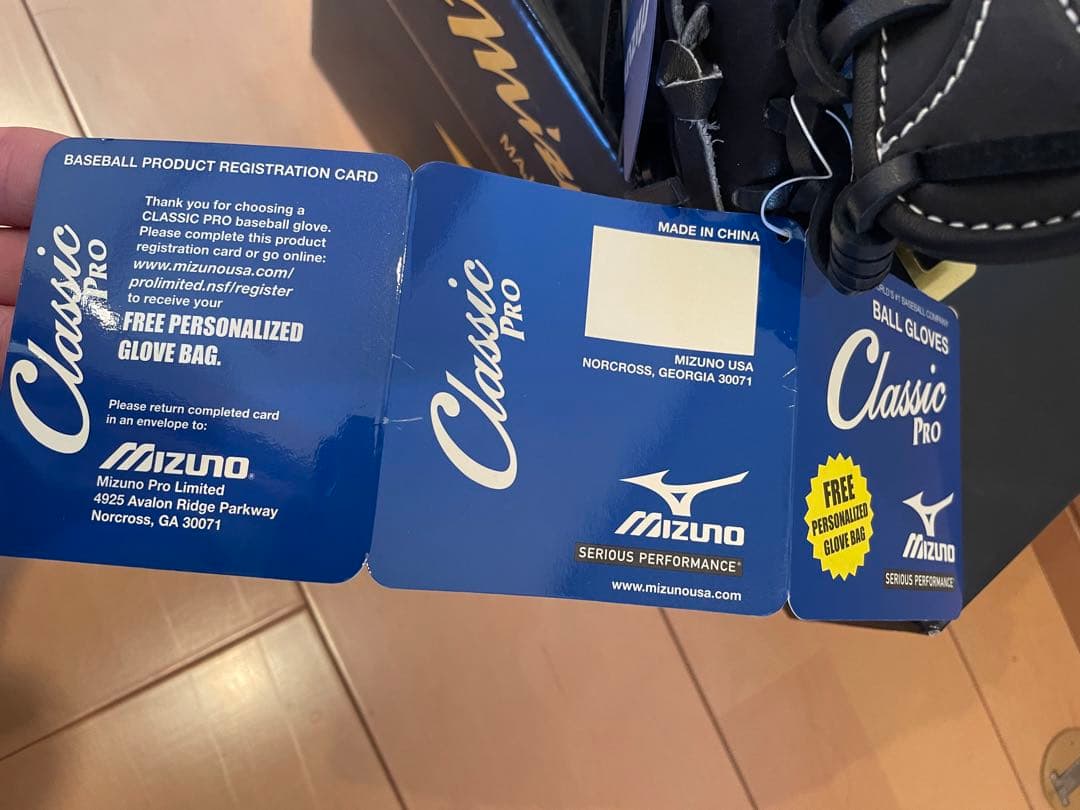 BASEBALL PRODUCT REGISTRATION CARD
Classic
PRO
Thank you for choosing a
CLASSIC PRO baseball glove.
Please complete this product
registration card or go online:
www.mizunousa.com/
prolimited.nsf/register
to receive your
FREE PERSONALIZED
GLOVE BAG.
Please return completed card
in an envelope to:
MIZUNO®
Mizuno Pro Limited
4925 Avalon Ridge Parkway
Norcross, GA 30071
Classic
PRO
MADE IN CHINA
MIZUNO USA
NORCROSS, GEORGIA 30071
MIZUNO
SERIOUS PERFORMANCE®
www.mizunousa.com
WORLD'S #1 BASEBALL COMPANY
BALL GLOVES
Classic
PRO
FREE
PERSONALIZED
GLOVE BAG
MIZUNO
SERIOUS PERFORMANCE®